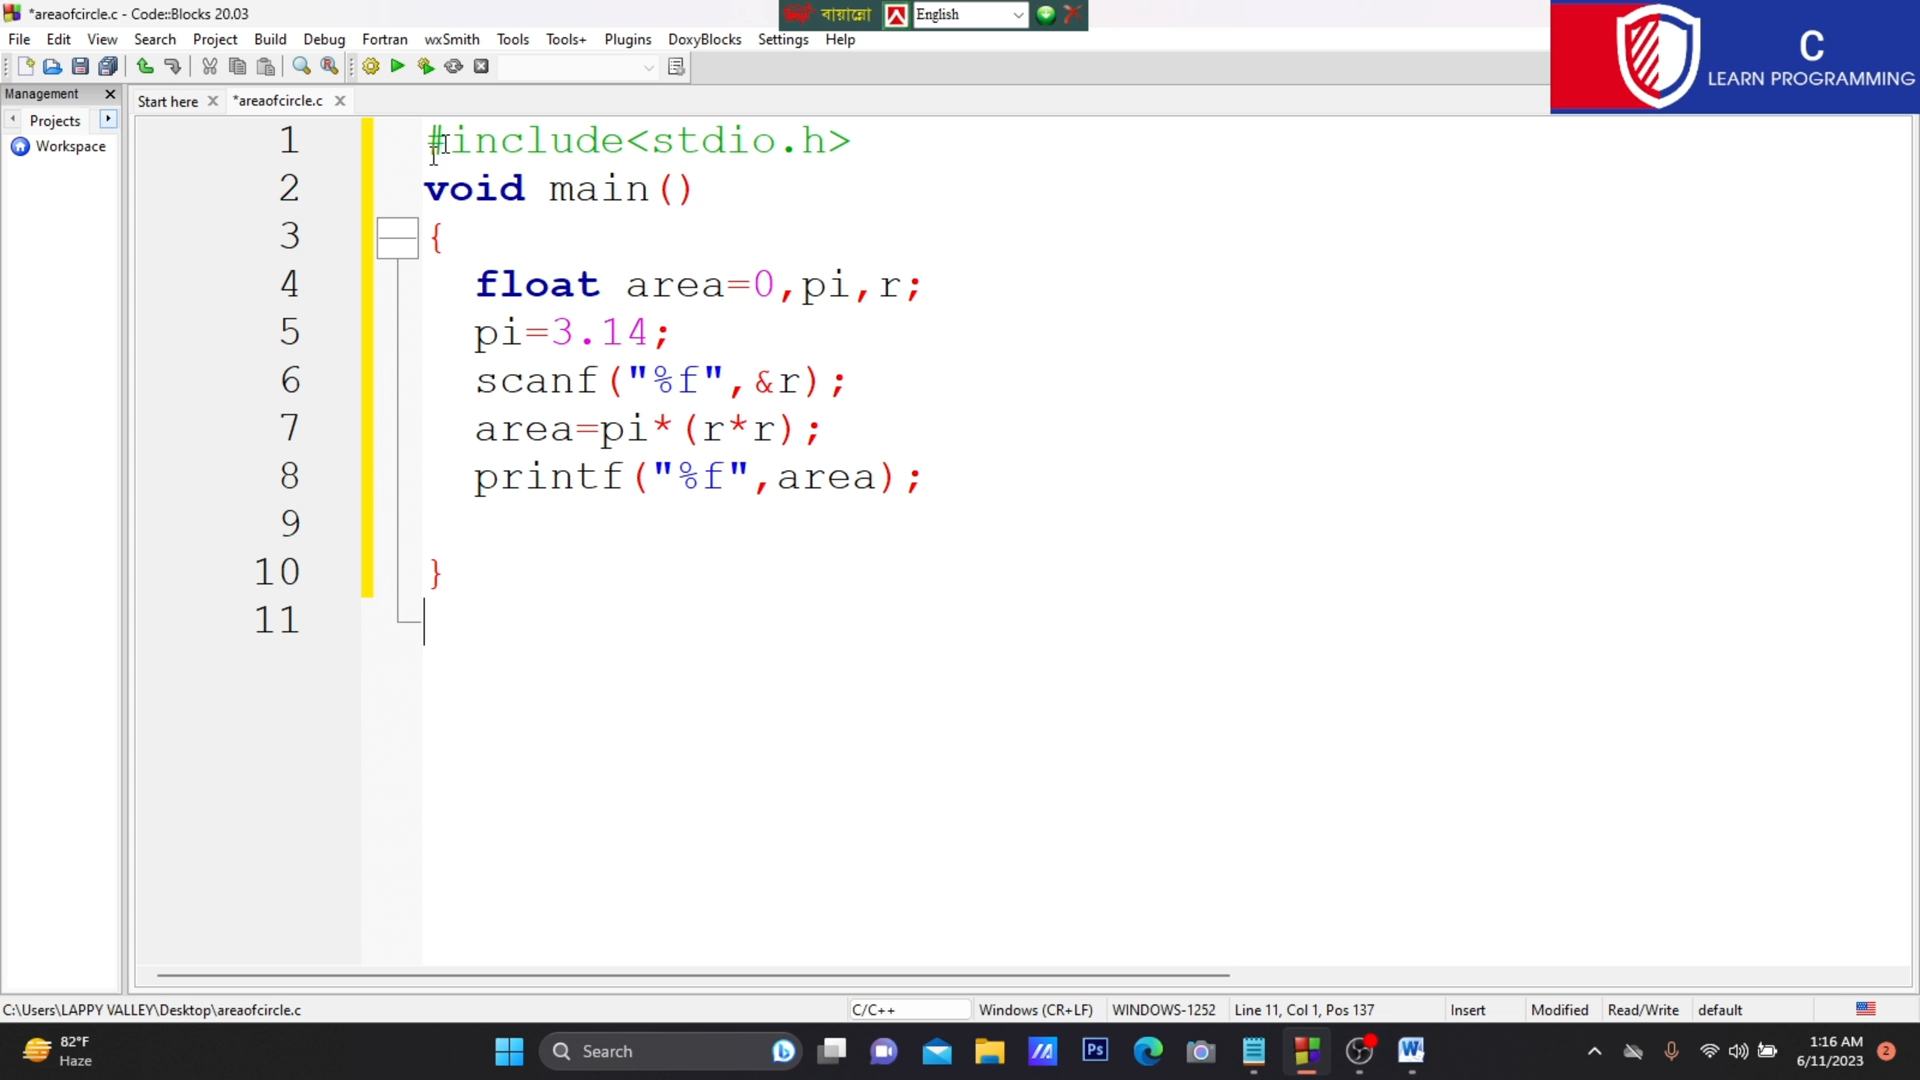 *areaofcircle.c - Code::Blocks 20.03
বায়ান্নো
English
File Edit View Search Project Build Debug Fortran wxSmith Tools Tools+ Plugins DoxyBlocks Settings Help
C
LEARN PROGRAMMING
Management
Start here *areaofcircle.c
Projects
Workspace
1 #include<stdio.h>
2 void main()
3 {
4 float area=0,pi,r;
5 pi=3.14;
6 scanf("%f",&r);
7 area=pi*(r*r);
8 printf("%f",area);
9
10 }
11
C:\Users\LAPPY VALLEY\Desktop\areaofcircle.c C/C++ Windows (CR+LF) WINDOWS-1252 Line 11, Col 1, Pos 137 Insert Modified Read/Write default
82°F
Haze
Search
Ps
W
1:16 AM
6/11/2023
2